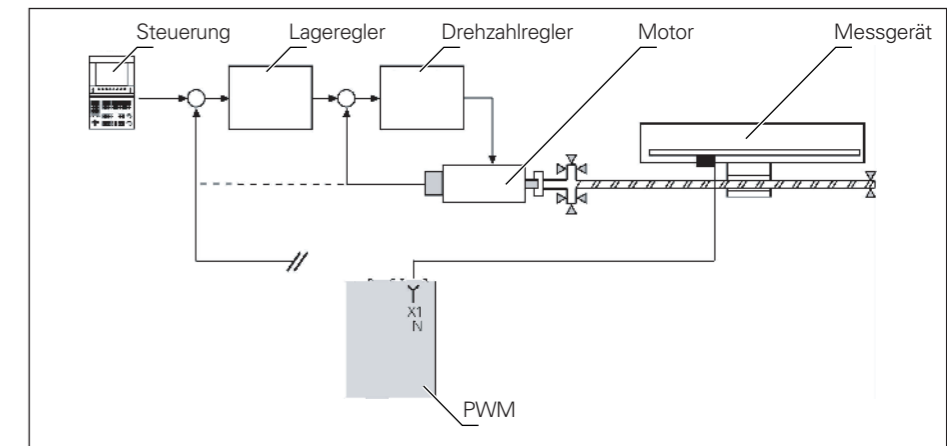 Steuerung
Lageregler
Drehzahlregler
Motor
Messgerät
X1
N
PWM